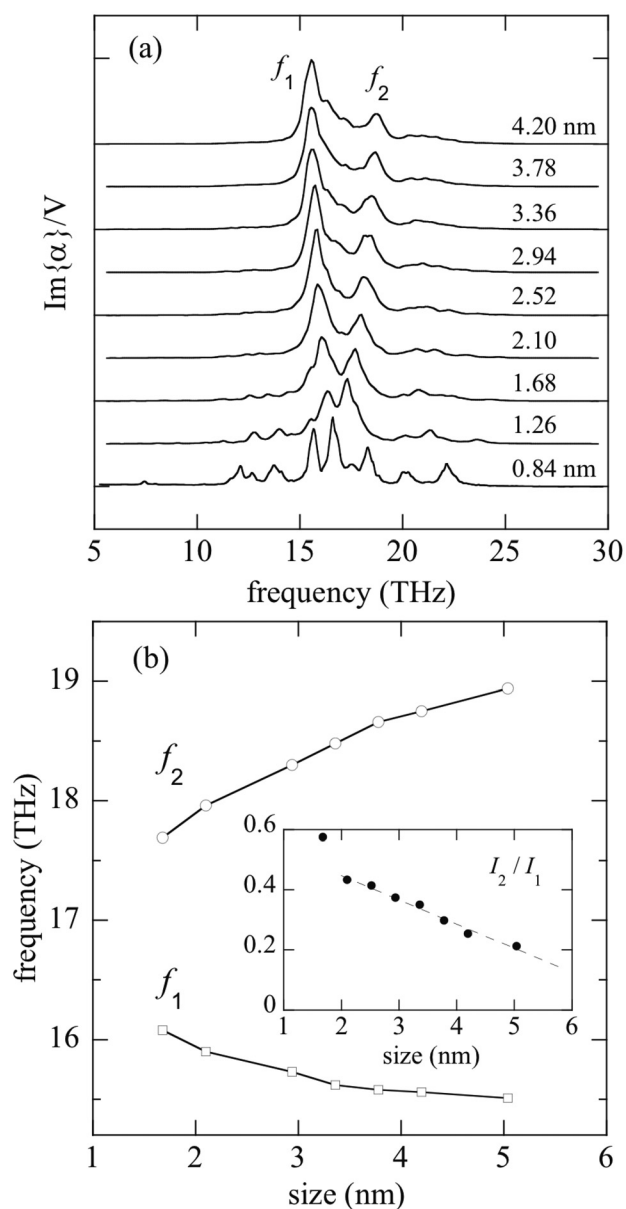 (a)
f1
f2
4.20 nm
3.78
3.36
2.94
2.52
2.10
1.68
1.26
0.84 nm
Im{α}/V
5 10 15 20 25 30
frequency (THz)
(b)
19
18
17
16
frequency (THz)
f2
f1
0.6
0.4
0.2
0
I2 / I1
1 2 3 4 5 6
size (nm)
1 2 3 4 5 6
size (nm)